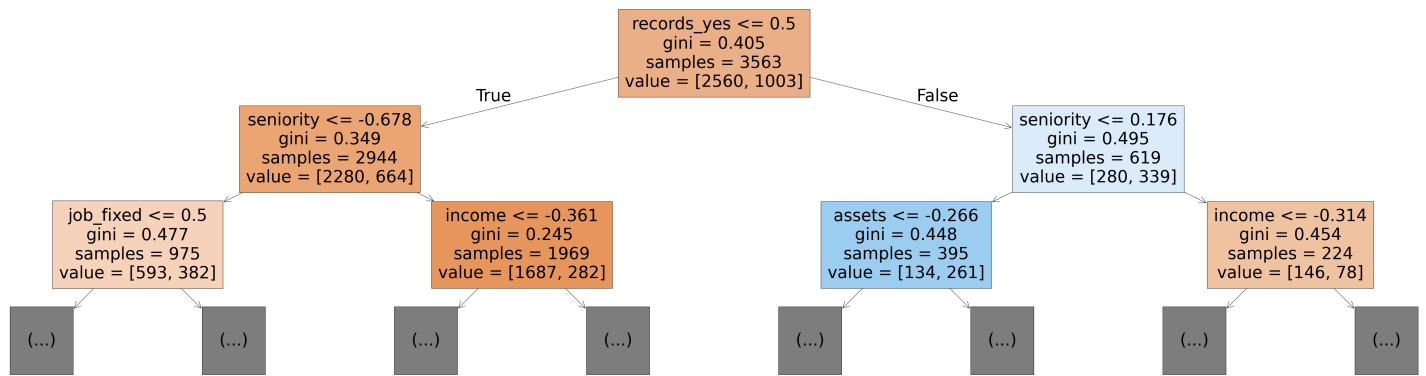 records_yes <= 0.5
gini = 0.405
samples = 3563
value = [2560, 1003]
True
False
seniority <= -0.678
gini = 0.349
samples = 2944
value = [2280, 664]
seniority <= 0.176
gini = 0.495
samples = 619
value = [280, 339]
job_fixed <= 0.5
gini = 0.477
samples = 975
value = [593, 382]
income <= -0.361
gini = 0.245
samples = 1969
value = [1687, 282]
assets <= -0.266
gini = 0.448
samples = 395
value = [134, 261]
income <= -0.314
gini = 0.454
samples = 224
value = [146, 78]
(...)
(...)
(...)
(...)
(...)
(...)
(...)
(...)